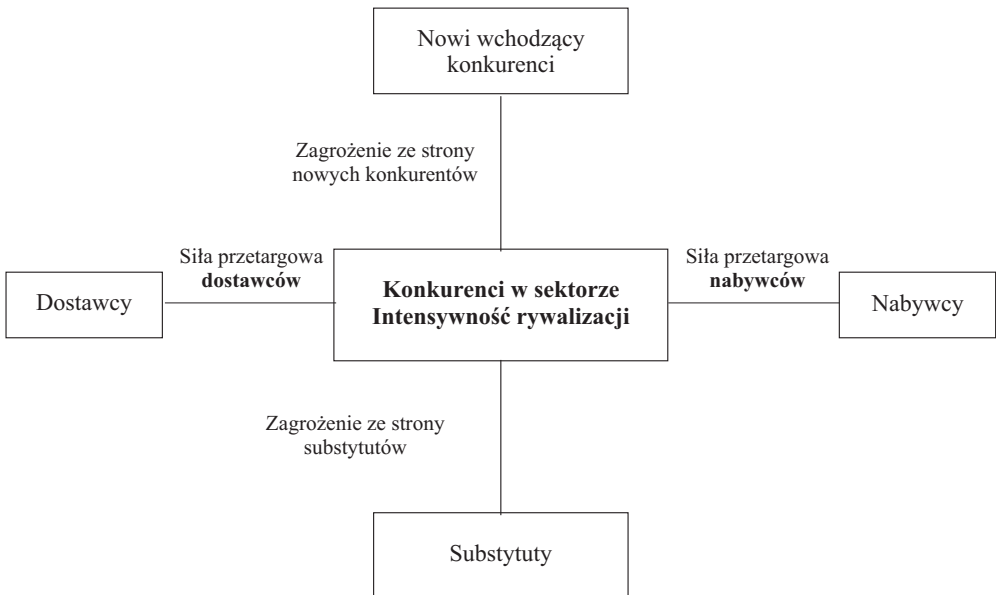 Nowi wchodzący
konkurenci
Zagrożenie ze strony
nowych konkurentów
Siła przetargowa
dostawców
Siła przetargowa
nabywców
Dostawcy
Konkurenci w sektorze
Intensywność rywalizacji
Nabywcy
Zagrożenie ze strony
substytutów
Substytuty